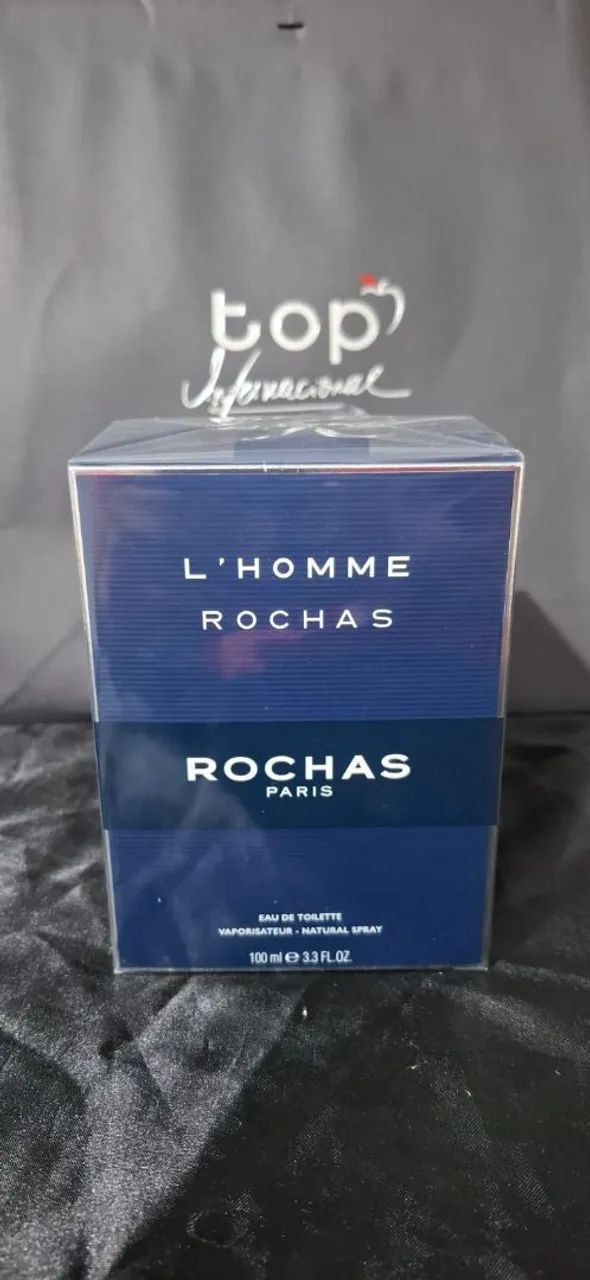 top
Internacional
L'HOMME
ROCHAS
ROCHAS
PARIS
EAU DE TOILETTE
VAPORISATEUR - NATURAL SPRAY
100 ml ℮ 3.3 FL.OZ.